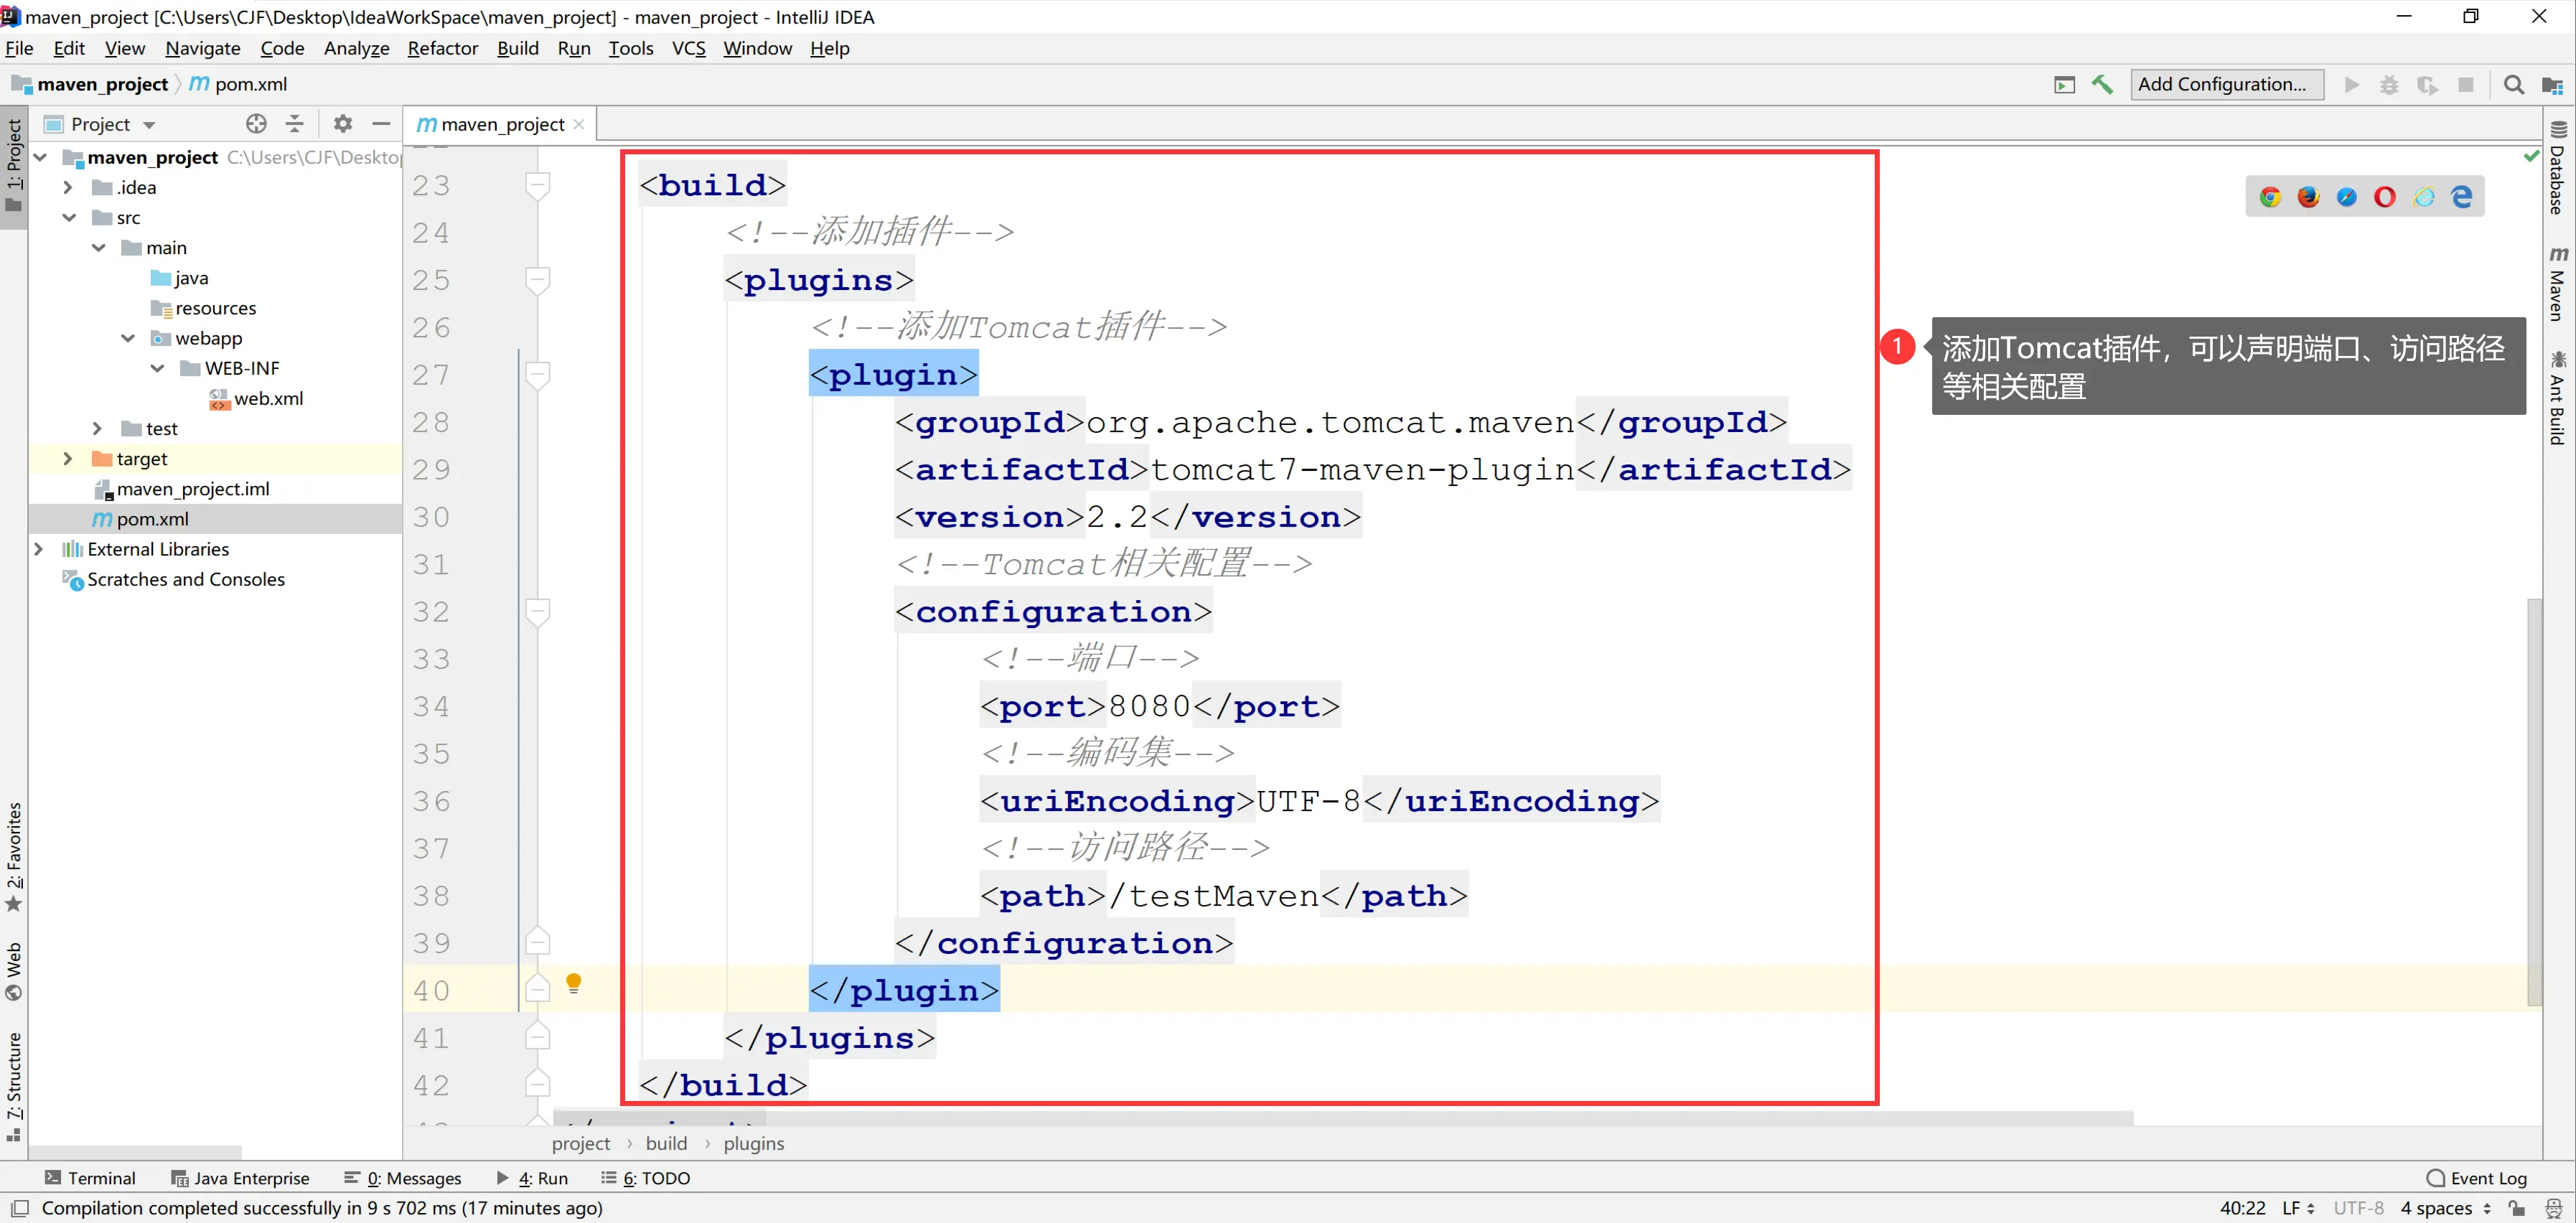 maven_project [C:\Users\CJF\Desktop\IdeaWorkSpace\maven_project] - maven_project - IntelliJ IDEA
File Edit View Navigate Code Analyze Refactor Build Run Tools VCS Window Help
maven_project pom.xml
Add Configuration...
1: Project
Project
maven_project C:\Users\CJF\Deskto
.idea
src
main
java
resources
webapp
WEB-INF
web.xml
test
target
maven_project.iml
pom.xml
External Libraries
Scratches and Consoles
2: Favorites
Web
7: Structure
maven_project
23 <build>
24 <!--添加插件-->
25 <plugins>
26 <!--添加Tomcat插件-->
27 <plugin>
28 <groupId>org.apache.tomcat.maven</groupId>
29 <artifactId>tomcat7-maven-plugin</artifactId>
30 <version>2.2</version>
31 <!--Tomcat相关配置-->
32 <configuration>
33 <!--端口-->
34 <port>8080</port>
35 <!--编码集-->
36 <uriEncoding>UTF-8</uriEncoding>
37 <!--访问路径-->
38 <path>/testMaven</path>
39 </configuration>
40 </plugin>
41 </plugins>
42 </build>
1
添加Tomcat插件，可以声明端口、访问路径
等相关配置
Database
Maven
Ant Build
project › build › plugins
Terminal Java Enterprise 0: Messages 4: Run 6: TODO Event Log
Compilation completed successfully in 9 s 702 ms (17 minutes ago) 40:22 LF UTF-8 4 spaces